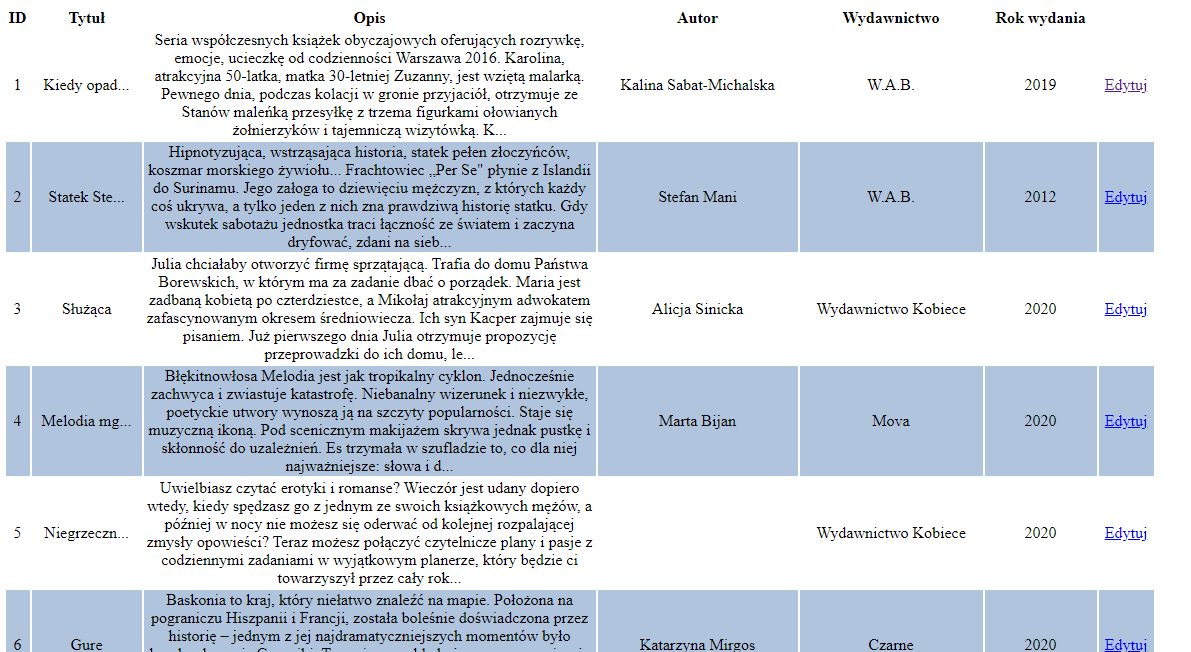 ID Tytuł Opis Autor Wydawnictwo Rok wydania
Seria współczesnych książek obyczajowych oferujących rozrywkę,
emocje, ucieczkę od codzienności Warszawa 2016. Karolina,
atrakcyjna 50-latka, matka 30-letniej Zuzanny, jest wziętą malarką.
1 Kiedy opad... Pewnego dnia, podczas kolacji w gronie przyjaciół, otrzymuje ze Kalina Sabat-Michalska W.A.B. 2019 Edytuj
Stanów maleńką przesyłkę z trzema figurkami ołowianych
żołnierzyków i tajemniczą wizytówką. K...
Hipnotyzująca, wstrząsająca historia, statek pełen złoczyńców,
koszmar morskiego żywiołu... Frachtowiec ,,Per Se" płynie z Islandii
do Surinamu. Jego załoga to dziewięciu mężczyzn, z których każdy
2 Statek Ste... coś ukrywa, a tylko jeden z nich zna prawdziwą historię statku. Gdy Stefan Mani W.A.B. 2012 Edytuj
wskutek sabotażu jednostka traci łączność ze światem i zaczyna
dryfować, zdani na sieb...
Julia chciałaby otworzyć firmę sprzątającą. Trafia do domu Państwa
Borewskich, w którym ma za zadanie dbać o porządek. Maria jest
zadbaną kobietą po czterdziestce, a Mikołaj atrakcyjnym adwokatem
3 Służąca zafascynowanym okresem średniowiecza. Ich syn Kacper zajmuje się Alicja Sinicka Wydawnictwo Kobiece 2020 Edytuj
pisaniem. Już pierwszego dnia Julia otrzymuje propozycję
przeprowadzki do ich domu, le...
Błękitnowłosa Melodia jest jak tropikalny cyklon. Jednocześnie
zachwyca i zwiastuje katastrofę. Niebanalny wizerunek i niezwykłe,
poetyckie utwory wynoszą ją na szczyty popularności. Staje się
4 Melodia mg... muzyczną ikoną. Pod scenicznym makijażem skrywa jednak pustkę i Marta Bijan Mova 2020 Edytuj
skłonność do uzależnień. Es trzymała w szufladzie to, co dla niej
najważniejsze: słowa i d...
Uwielbiasz czytać erotyki i romanse? Wieczór jest udany dopiero
wtedy, kiedy spędzasz go z jednym ze swoich książkowych mężów, a
później w nocy nie możesz się oderwać od kolejnej rozpalającej
5 Niegrzeczn... zmysły opowieści? Teraz możesz połączyć czytelnicze plany i pasje z Wydawnictwo Kobiece 2020 Edytuj
codziennymi zadaniami w wyjątkowym planerze, który będzie ci
towarzyszył przez cały rok...
Baskonia to kraj, który niełatwo znaleźć na mapie. Położona na
pograniczu Hiszpanii i Francji, została boleśnie doświadczona przez
historię – jednym z jej najdramatyczniejszych momentów było
6 Gure Katarzyna Mirgos Czarne 2020 Edytuj